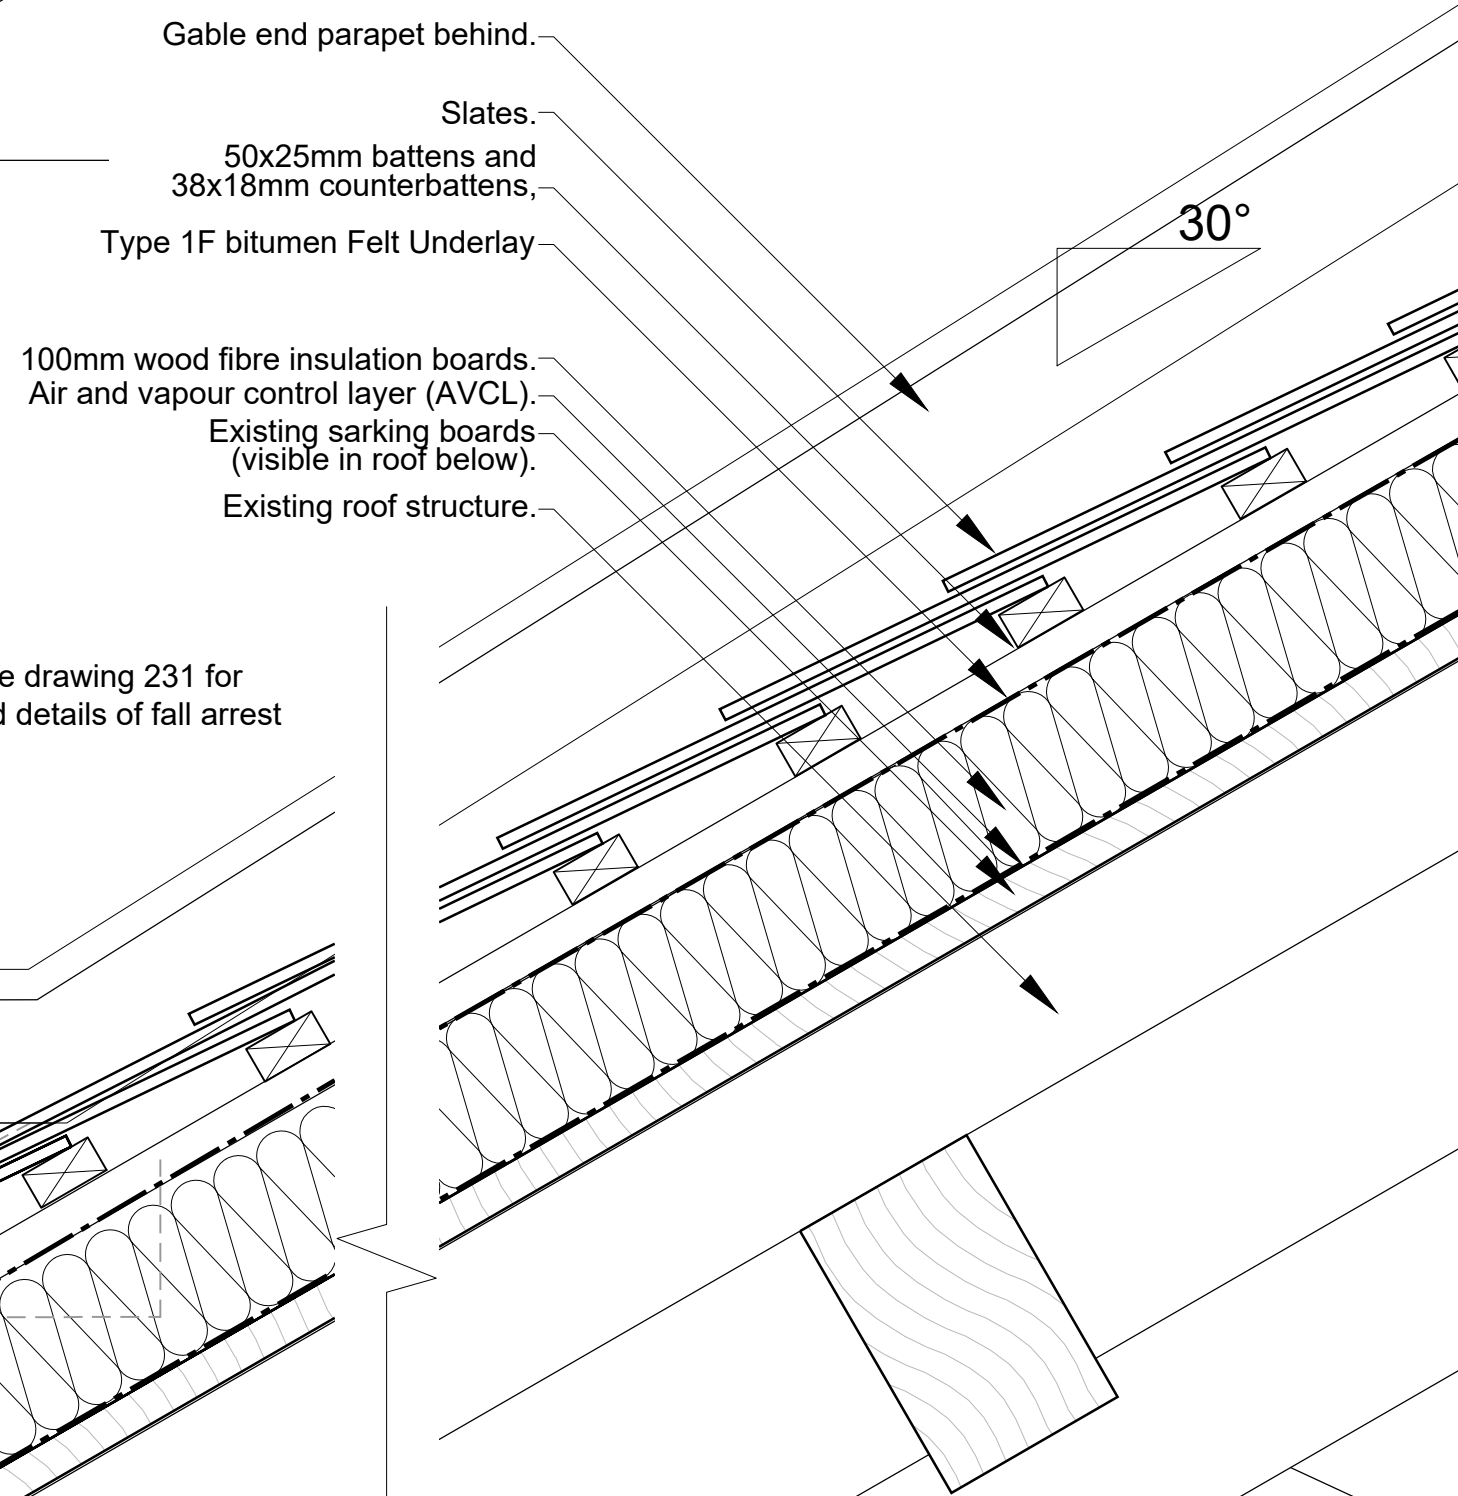 Gable end parapet behind.
Slates.
50x25mm battens and
38x18mm counterbattens,
Type 1F bitumen Felt Underlay
30°
100mm wood fibre insulation boards.
Air and vapour control layer (AVCL).
Existing sarking boards
(visible in roof below).
Existing roof structure.
drawing 231 for
details of fall arrest